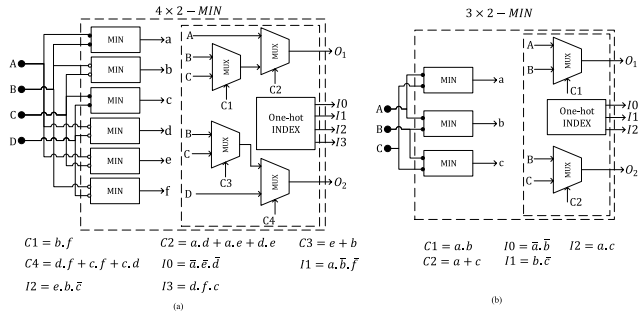 4 × 2 − MIN
A
B
C
D
MIN
MIN
MIN
MIN
MIN
MIN
a
b
c
d
e
f
A
B
C
MUX
C1
MUX
C2
O1
One-hot
INDEX
I0
I1
I2
I3
B
C
MUX
C3
D
MUX
C4
O2
C1 = b.f
C2 = a.d + a.e + d.e
C3 = e + b
C4 = d.f + c.f + c.d
I0 = a̅.e̅.d̅
I1 = a.b̅.f̅
I2 = e.b.c̅
I3 = d.f.c
(a)
3 × 2 − MIN
A
B
C
MIN
MIN
MIN
a
b
c
A
B
MUX
C1
O1
One-hot
INDEX
I0
I1
I2
B
C
MUX
C2
O2
C1 = a.b
I0 = a̅.b̅
I2 = a.c
C2 = a + c
I1 = b.c̅
(b)